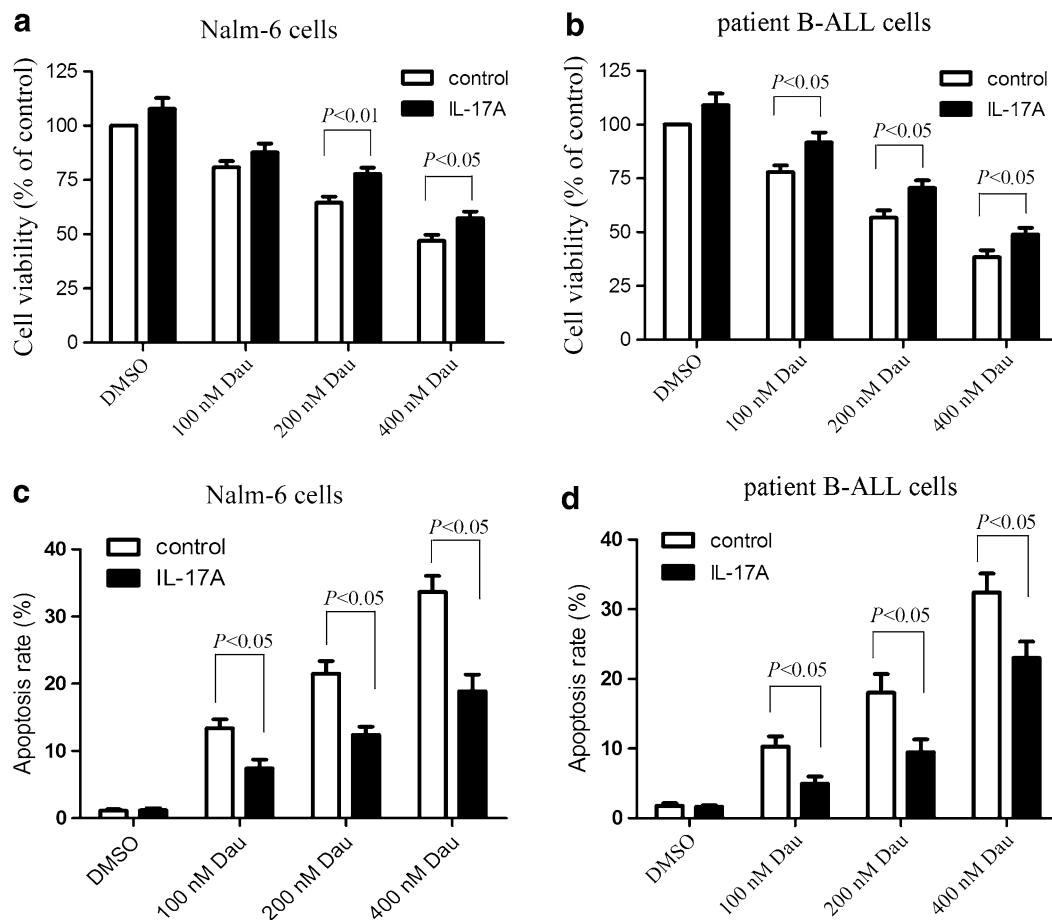 a
Nalm-6 cells
Cell viability (% of control)
125
100
75
50
25
0
control
IL-17A
P<0.01
P<0.05
DMSO
100 nM Dau
200 nM Dau
400 nM Dau
b
patient B-ALL cells
Cell viability (% of control)
125
100
75
50
25
0
control
IL-17A
P<0.05
P<0.05
P<0.05
DMSO
100 nM Dau
200 nM Dau
400 nM Dau
c
Nalm-6 cells
Apoptosis rate (%)
40
30
20
10
0
control
IL-17A
P<0.05
P<0.05
P<0.05
DMSO
100 nM Dau
200 nM Dau
400 nM Dau
d
patient B-ALL cells
Apoptosis rate (%)
40
30
20
10
0
control
IL-17A
P<0.05
P<0.05
P<0.05
DMSO
100 nM Dau
200 nM Dau
400 nM Dau